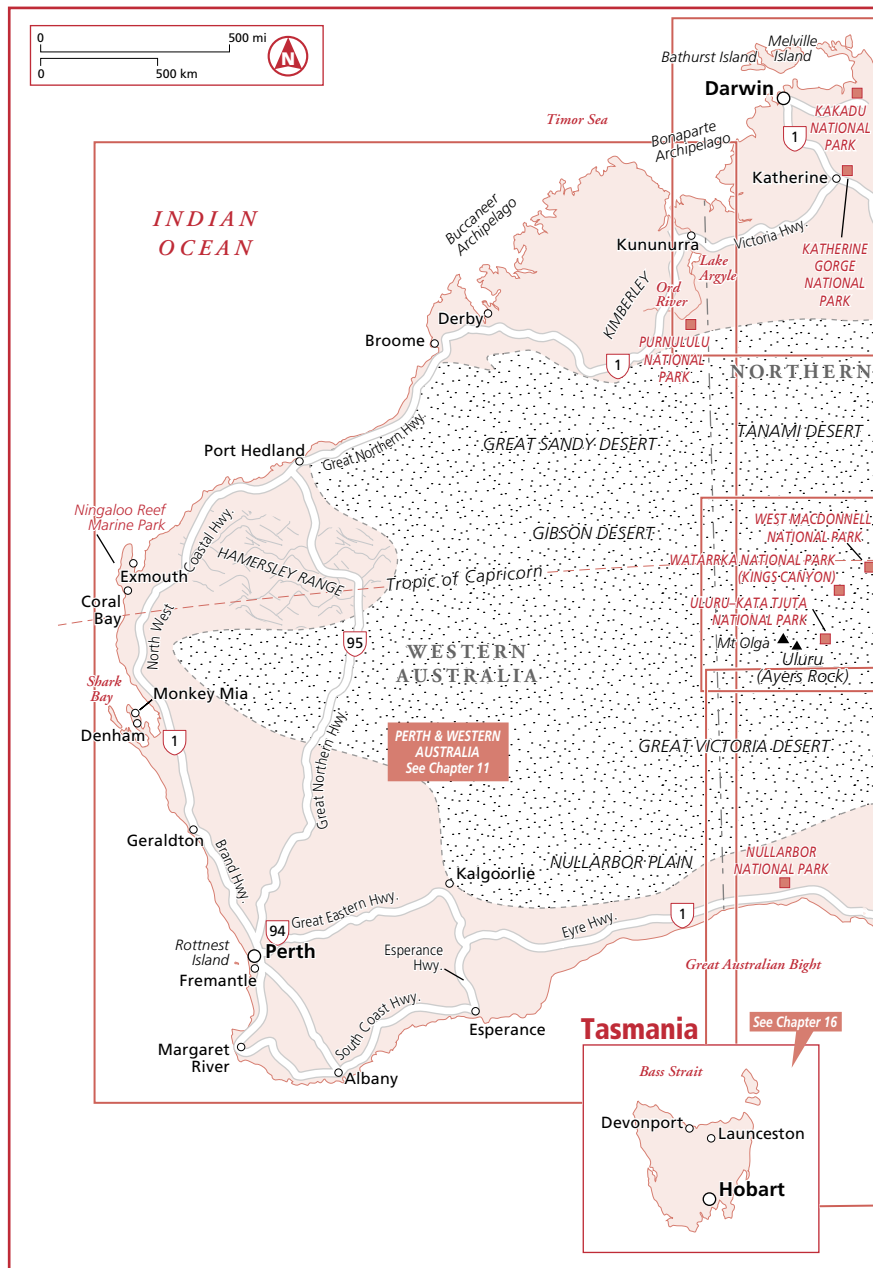 0
500 mi
0
500 km
N
Melville
Island
Bathurst Island
Darwin
KAKADU
NATIONAL
PARK
Timor Sea
1
Bonaparte
Archipelago
Katherine
INDIAN
OCEAN
Buccaneer
Archipelago
Kununurra
Victoria Hwy.
Lake
Argyle
KATHERINE
GORGE
NATIONAL
PARK
Ord
River
KIMBERLEY
Derby
Broome
PURNULULU
NATIONAL
PARK
1
NORTHERN
Port Hedland
Great Northern Hwy.
GREAT SANDY DESERT
TANAMI DESERT
Ningaloo Reef
Marine Park
Coastal Hwy.
GIBSON DESERT
WEST MACDONNELL
NATIONAL PARK
Exmouth
HAMERSLEY RANGE
Tropic of Capricorn
WATARRKA NATIONAL PARK
(KINGS CANYON)
Coral
Bay
ULURU–KATA TJUTA
NATIONAL PARK
North West
95
WESTERN
AUSTRALIA
Mt Olga
Uluru
(Ayers Rock)
Shark
Bay
Monkey Mia
Denham
1
Great Northern Hwy.
PERTH & WESTERN
AUSTRALIA
See Chapter 11
GREAT VICTORIA DESERT
Geraldton
Brand Hwy.
NULLARBOR PLAIN
NULLARBOR
NATIONAL PARK
Kalgoorlie
Great Eastern Hwy.
94
1
Eyre Hwy.
Rottnest
Island
Perth
Fremantle
Esperance
Hwy.
Great Australian Bight
South Coast Hwy.
Esperance
Margaret
River
Albany
Tasmania
See Chapter 16
Bass Strait
Devonport
Launceston
Hobart